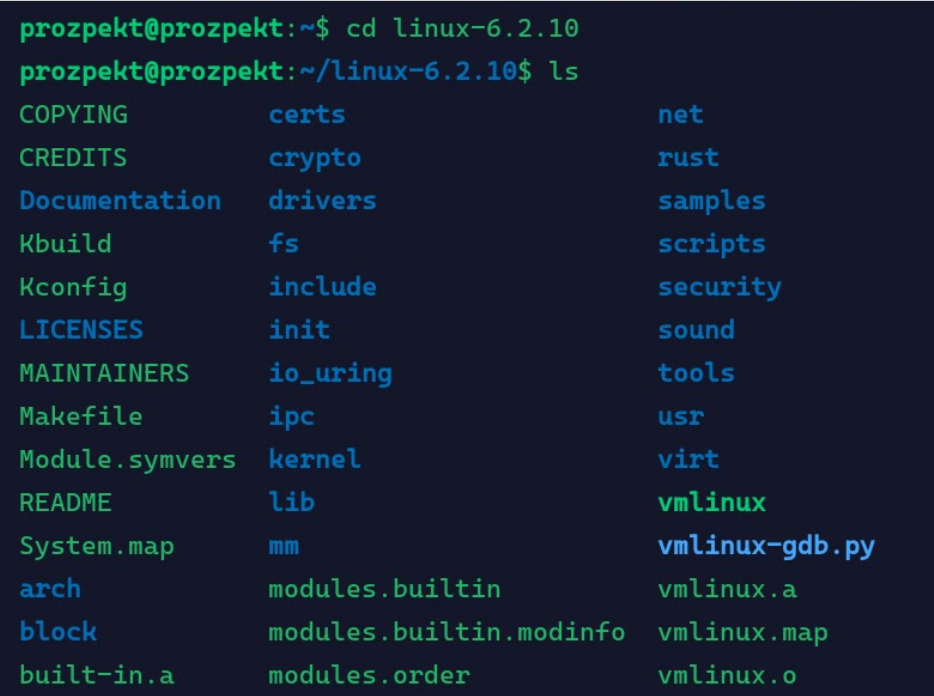 prozpekt@prozpekt:~$ cd linux-6.2.10
prozpekt@prozpekt:~/linux-6.2.10$ ls
COPYING certs net
CREDITS crypto rust
Documentation drivers samples
Kbuild fs scripts
Kconfig include security
LICENSES init sound
MAINTAINERS io_uring tools
Makefile ipc usr
Module.symvers kernel virt
README lib vmlinux
System.map mm vmlinux-gdb.py
arch modules.builtin vmlinux.a
block modules.builtin.modinfo vmlinux.map
built-in.a modules.order vmlinux.o